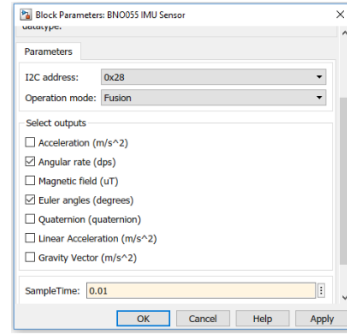 Block Parameters: BNO055 IMU Sensor
datatype.
Parameters
I2C address: 0x28
Operation mode: Fusion
Select outputs
Acceleration (m/s^2)
Angular rate (dps)
Magnetic field (uT)
Euler angles (degrees)
Quaternion (quaternion)
Linear Acceleration (m/s^2)
Gravity Vector (m/s^2)
SampleTime: 0.01
OK Cancel Help Apply